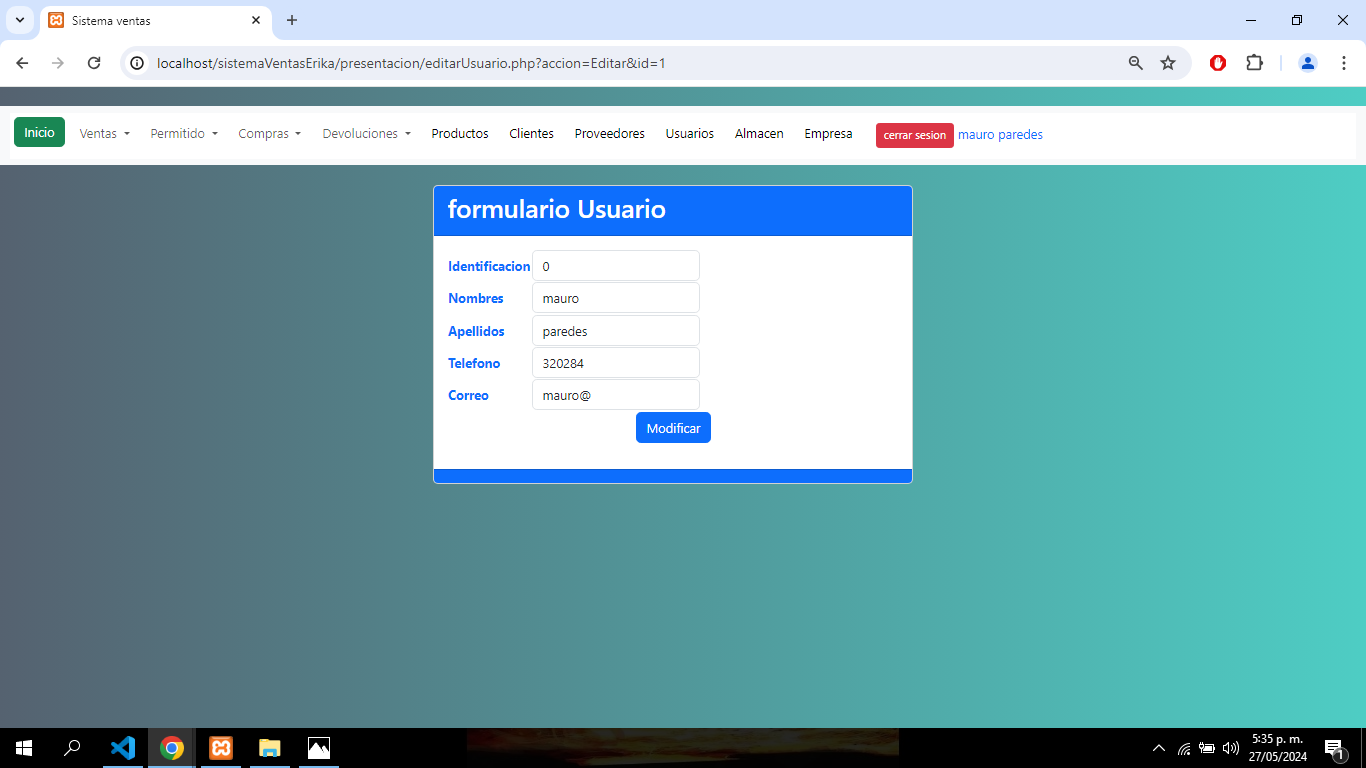 Sistema ventas
localhost/sistemaVentasErika/presentacion/editarUsuario.php?accion=Editar&id=1
Inicio Ventas Permitido Compras Devoluciones Productos Clientes Proveedores Usuarios Almacen Empresa cerrar sesion mauro paredes
formulario Usuario
Identificacion 0
Nombres mauro
Apellidos paredes
Telefono 320284
Correo mauro@
Modificar
5:35 p. m.
27/05/2024
1